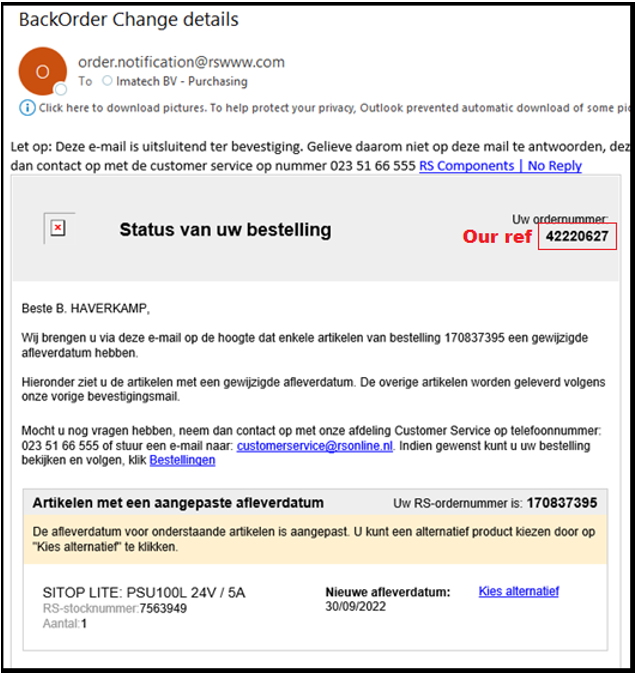 BackOrder Change details
O
order.notification@rswww.com
To Imatech BV - Purchasing
Click here to download pictures. To help protect your privacy, Outlook prevented automatic download of some pic
Let op: Deze e-mail is uitsluitend ter bevestiging. Gelieve daarom niet op deze mail te antwoorden, dez
dan contact op met de customer service op nummer 023 51 66 555 RS Components | No Reply
Status van uw bestelling
Uw ordernummer:
Our ref 42220627
Beste B. HAVERKAMP,
Wij brengen u via deze e-mail op de hoogte dat enkele artikelen van bestelling 170837395 een gewijzigde
afleverdatum hebben.
Hieronder ziet u de artikelen met een gewijzigde afleverdatum. De overige artikelen worden geleverd volgens
onze vorige bevestigingsmail.
Mocht u nog vragen hebben, neem dan contact op met onze afdeling Customer Service op telefoonnummer:
023 51 66 555 of stuur een e-mail naar: customerservice@rsonline.nl. Indien gewenst kunt u uw bestelling
bekijken en volgen, klik Bestellingen
Artikelen met een aangepaste afleverdatum Uw RS-ordernummer is: 170837395
De afleverdatum voor onderstaande artikelen is aangepast. U kunt een alternatief product kiezen door op
"Kies alternatief" te klikken.
SITOP LITE: PSU100L 24V / 5A Nieuwe afleverdatum: Kies alternatief
RS-stocknummer:7563949 30/09/2022
Aantal:1